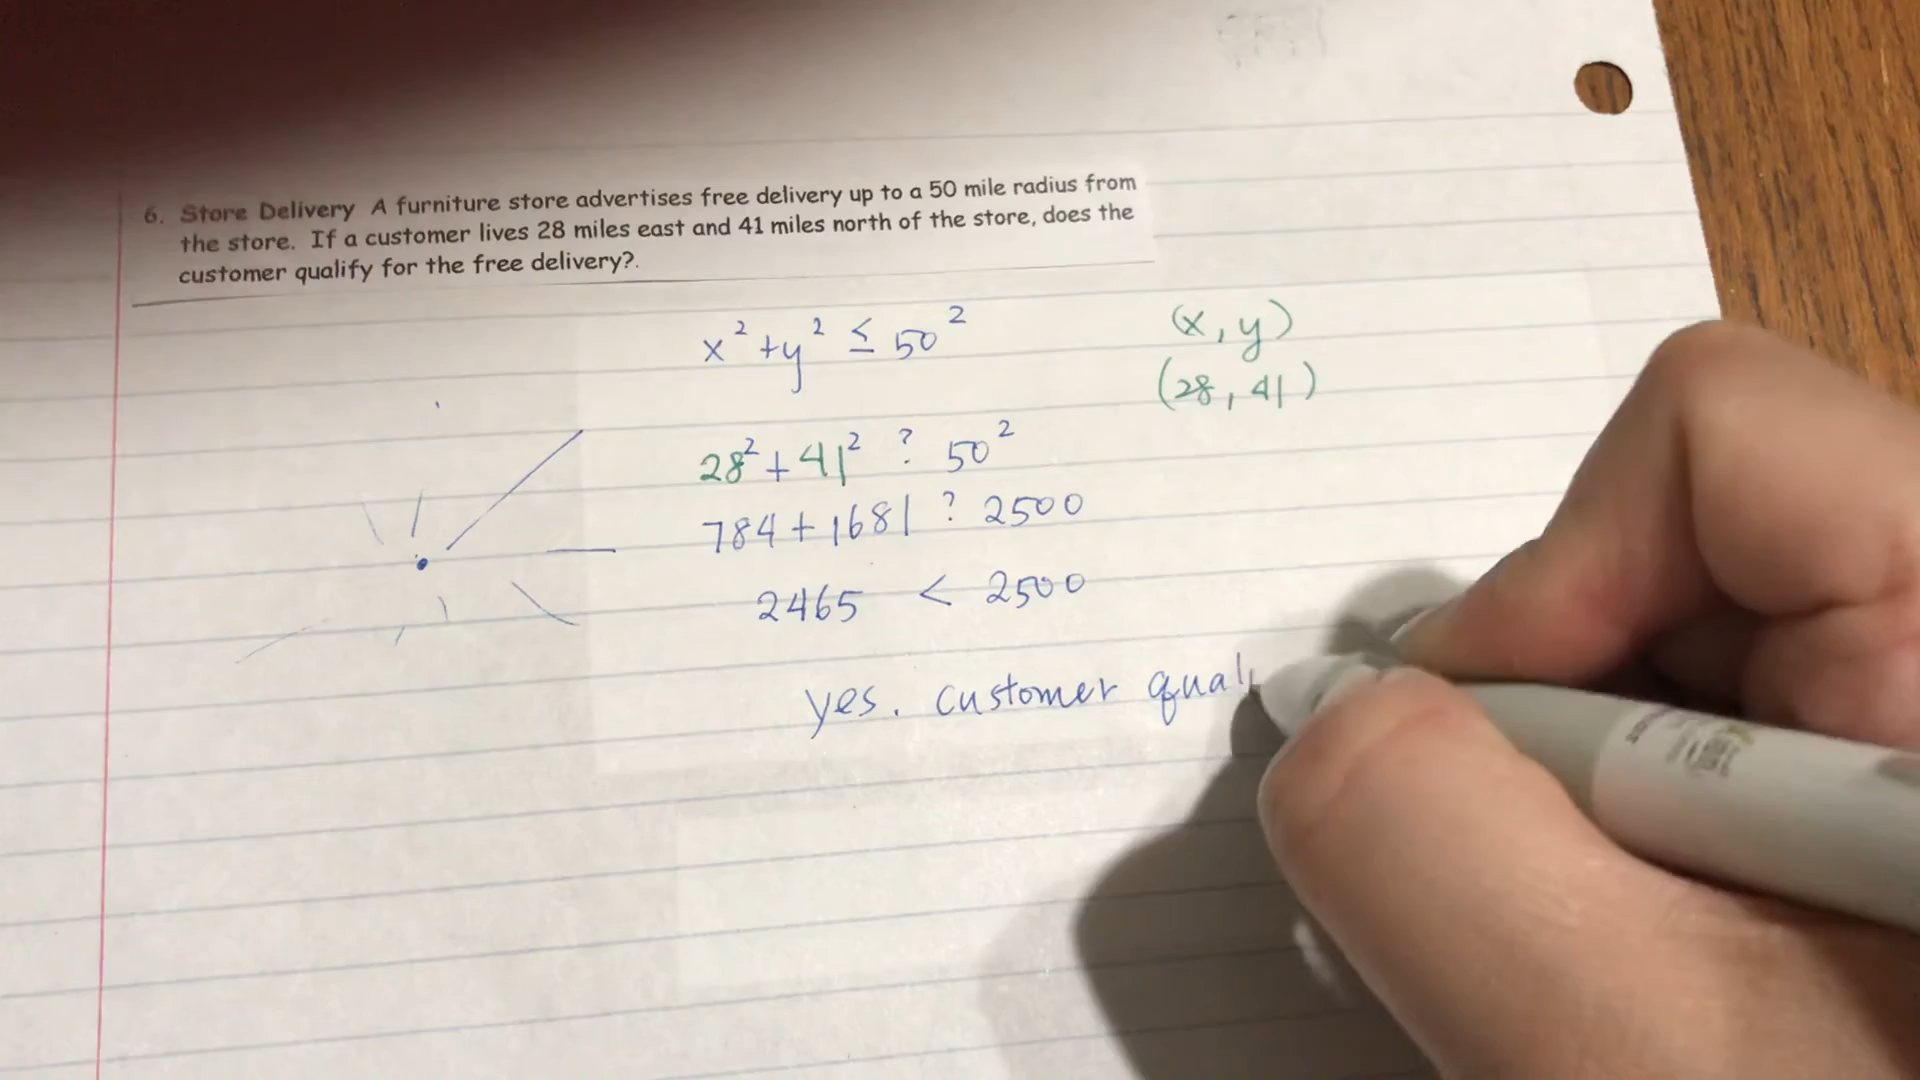 6. Store Delivery A furniture store advertises free delivery up to a 50 mile radius from
the store. If a customer lives 28 miles east and 41 miles north of the store, does the
customer qualify for the free delivery?.
x² + y² ≤ 50²
(x, y)
(28, 41)
28² + 41² ? 50²
784 + 1681 ? 2500
2465 < 2500
yes. customer quali